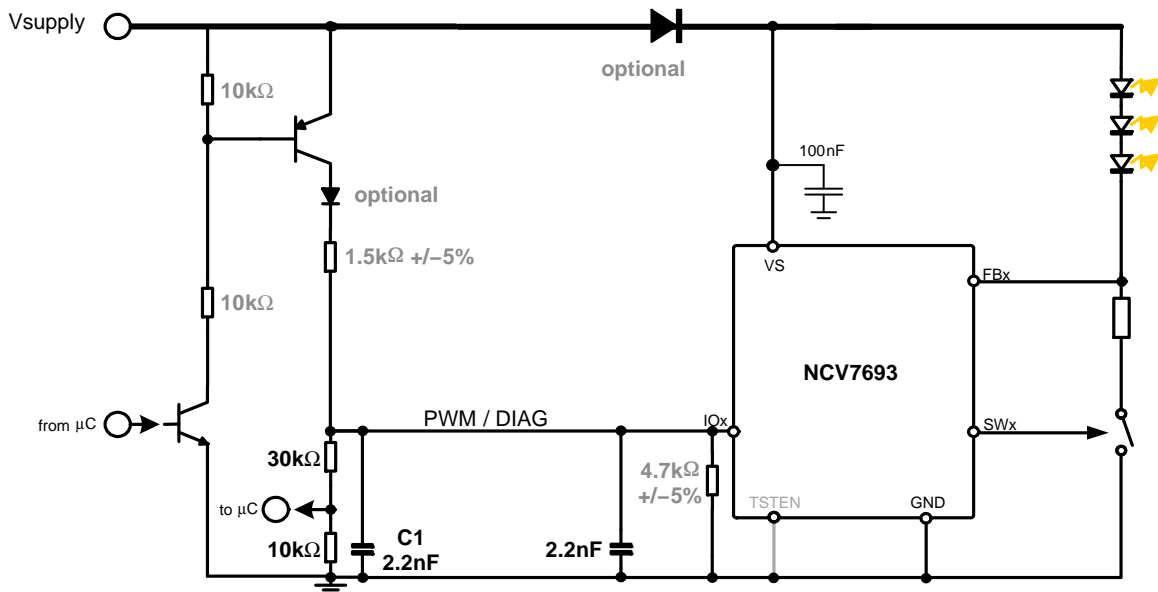 Vsupply
optional
10kΩ
100nF
optional
1.5kΩ +/−5%
VS
FBx
10kΩ
NCV7693
from μC
PWM / DIAG
IOx
SWx
30kΩ
4.7kΩ
+/−5%
to μC
TSTEN
GND
10kΩ
C1
2.2nF
2.2nF